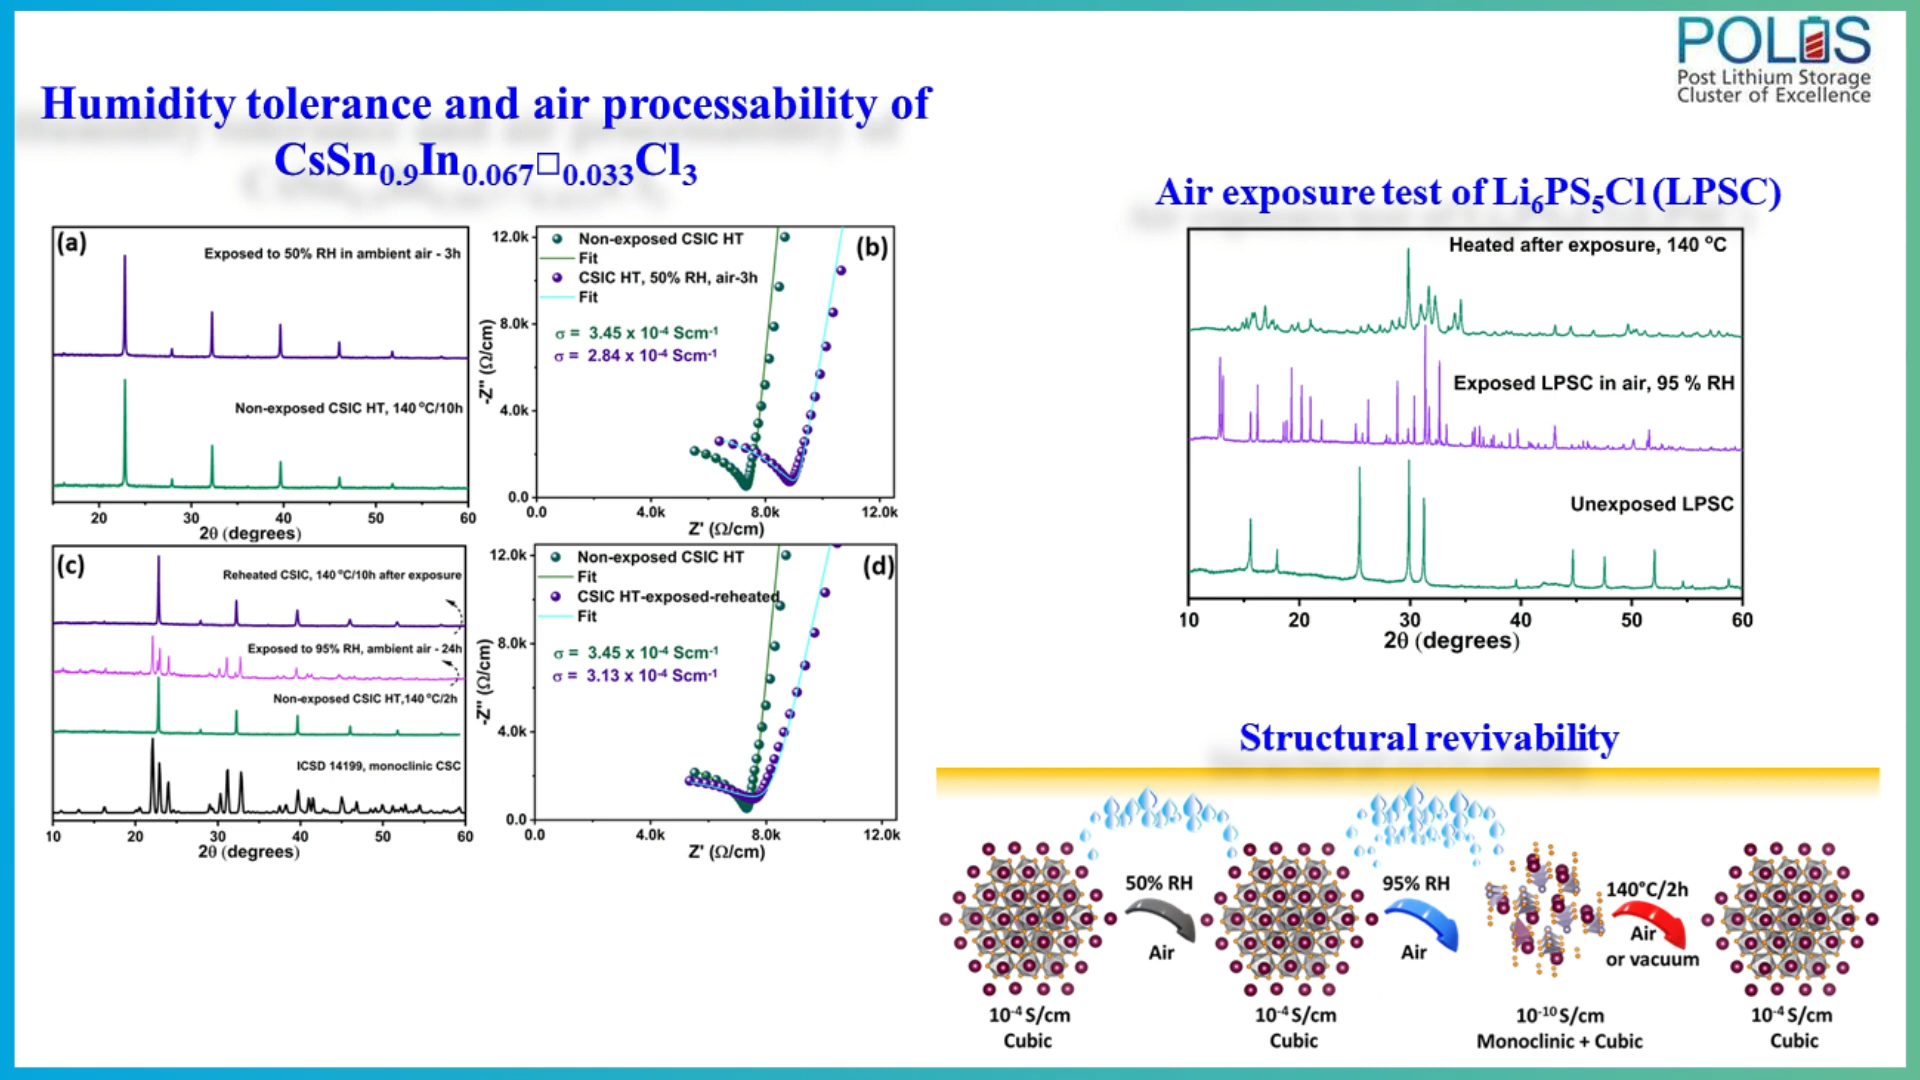 POLiS
Post Lithium Storage
Cluster of Excellence
Humidity tolerance and air processability of
CsSn0.9In0.067□0.033Cl3
(a)
Exposed to 50% RH in ambient air - 3h
Non-exposed CSIC HT, 140 °C/10h
20 30 40 50 60
2θ (degrees)
(b)
Non-exposed CSIC HT
Fit
CSIC HT, 50% RH, air-3h
Fit
σ = 3.45 x 10-4 Scm-1
σ = 2.84 x 10-4 Scm-1
12.0k
8.0k
4.0k
0.0
-Z" (Ω/cm)
0.0 4.0k 8.0k 12.0k
Z' (Ω/cm)
(c)
Reheated CSIC, 140 °C/10h after exposure
Exposed to 95% RH, ambient air - 24h
Non-exposed CSIC HT,140 °C/2h
ICSD 14199, monoclinic CSC
10 20 30 40 50 60
2θ (degrees)
(d)
Non-exposed CSIC HT
Fit
CSIC HT-exposed-reheated
Fit
σ = 3.45 x 10-4 Scm-1
σ = 3.13 x 10-4 Scm-1
12.0k
8.0k
4.0k
0.0
-Z" (Ω/cm)
0.0 4.0k 8.0k 12.0k
Z' (Ω/cm)
Air exposure test of Li6PS5Cl (LPSC)
Heated after exposure, 140 °C
Exposed LPSC in air, 95 % RH
Unexposed LPSC
10 20 30 40 50 60
2θ (degrees)
Structural revivability
50% RH
Air
95% RH
Air
140°C/2h
Air
or vacuum
10-4 S/cm
Cubic
10-4 S/cm
Cubic
10-10 S/cm
Monoclinic + Cubic
10-4 S/cm
Cubic